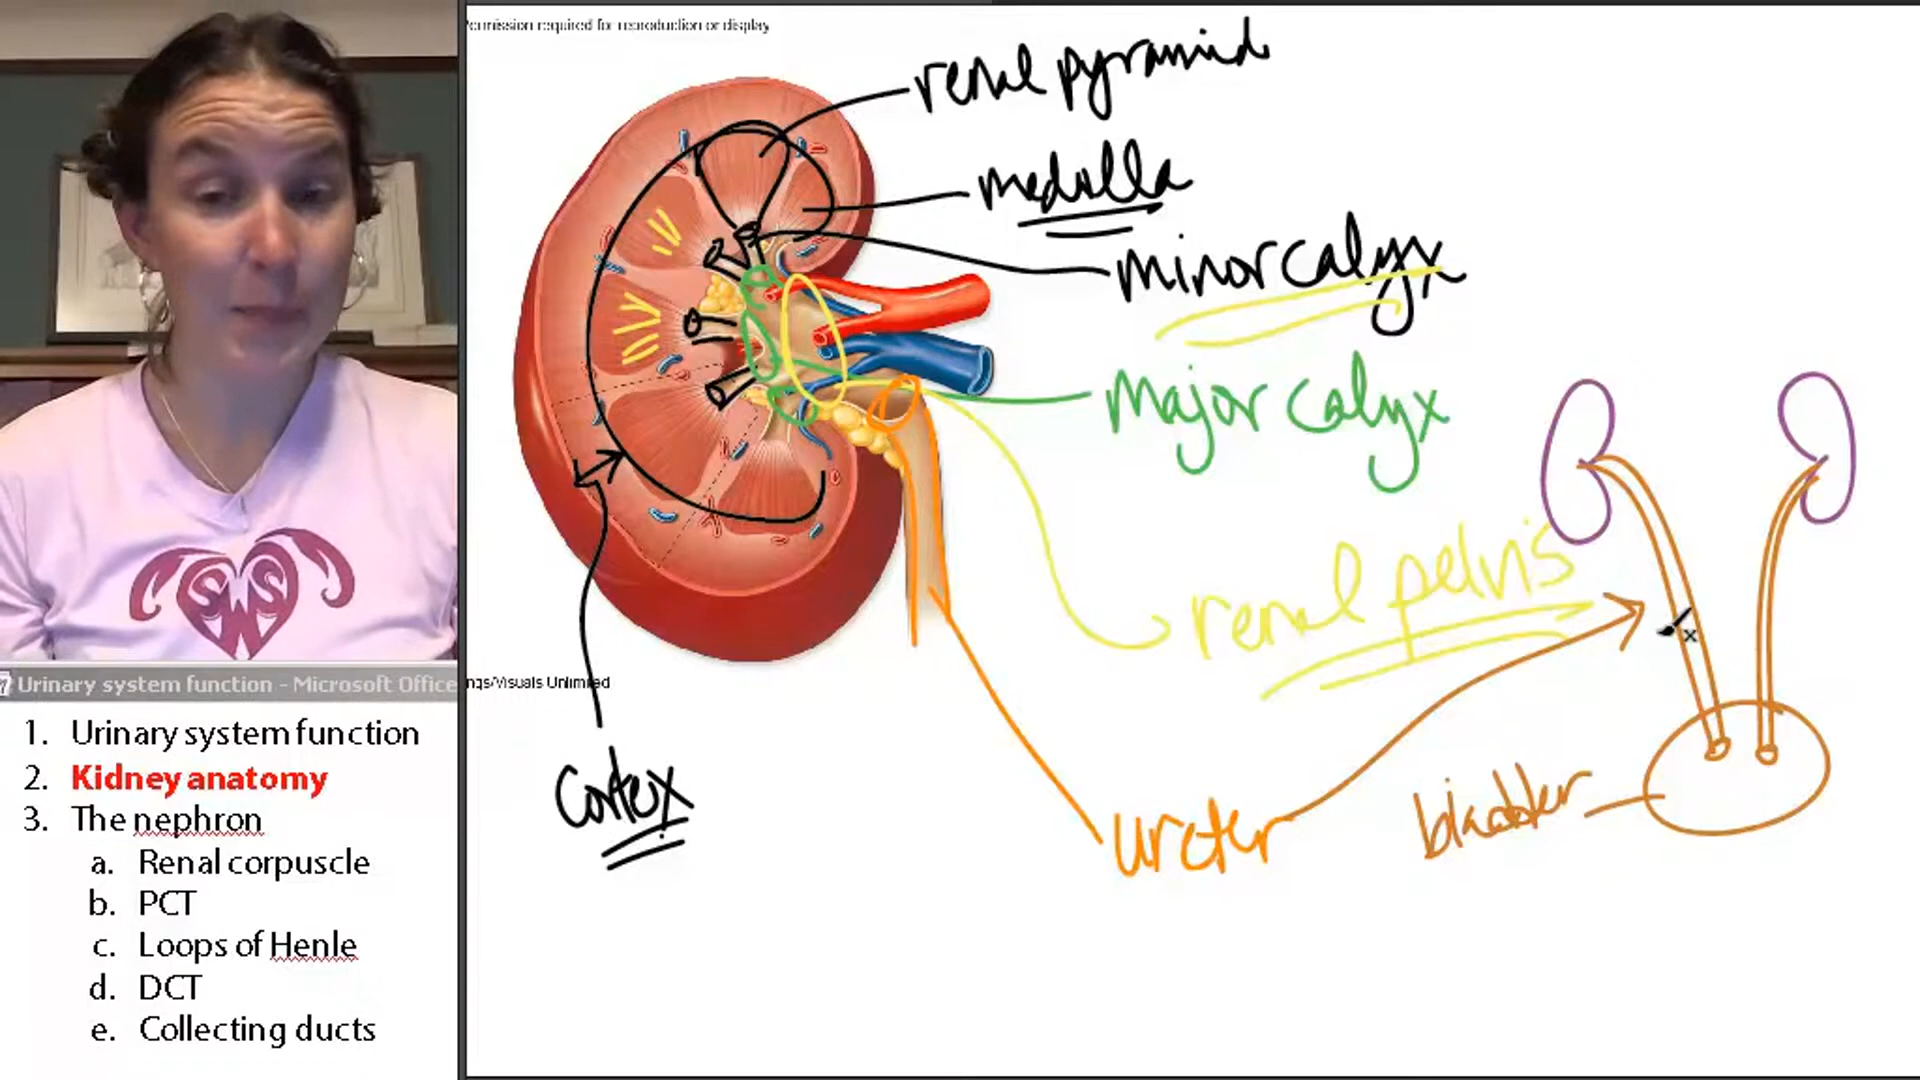 Permission required for reproduction or display
renal pyramid
medulla
minor calyx
major calyx
renal pelvis
ureter
bladder
cortex
ngs/Visuals Unlimited
SWS
Urinary system function - Microsoft Office
1. Urinary system function
2. Kidney anatomy
3. The nephron
a. Renal corpuscle
b. PCT
c. Loops of Henle
d. DCT
e. Collecting ducts